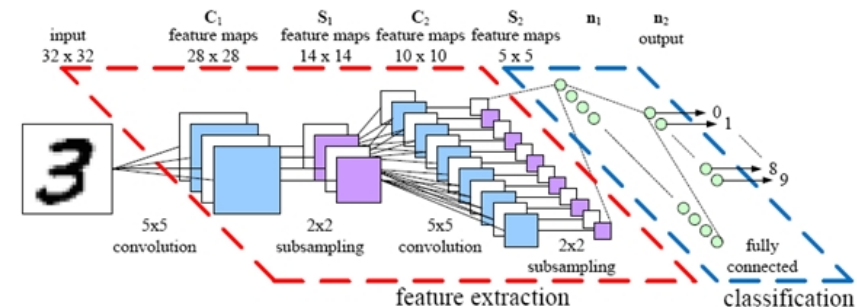 input
32 x 32
C₁
feature maps
28 x 28
S₁
feature maps
14 x 14
C₂
feature maps
10 x 10
S₂
feature maps
5 x 5
n₁
n₂
output
3
0
1
8
9
5x5
convolution
2x2
subsampling
5x5
convolution
2x2
subsampling
fully
connected
feature extraction
classification